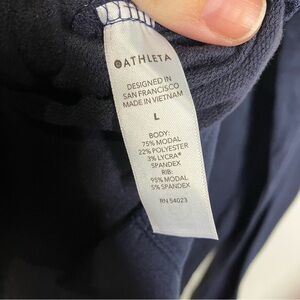 ATHLETA
DESIGNED IN
SAN FRANCISCO
MADE IN VIETNAM
L
BODY:
75% MODAL
22% POLYESTER
3% LYCRA®
SPANDEX
RIB:
95% MODAL
5% SPANDEX
RN 54023